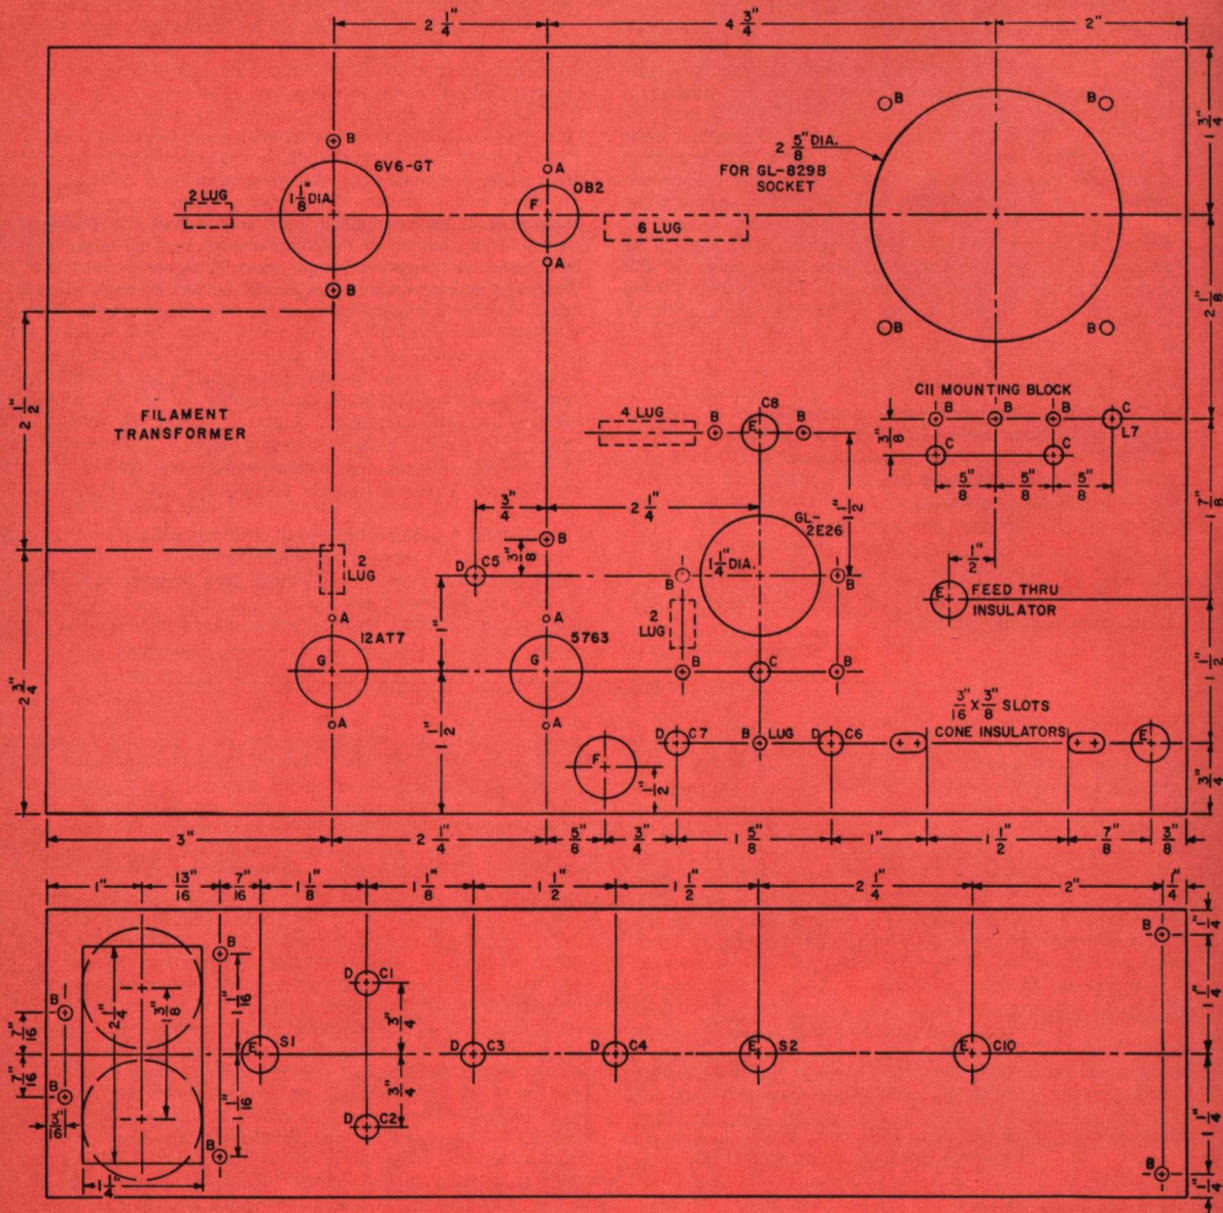 2 1/4"
4 3/4"
2"
B
B
B
1 3/4"
2 5/8" DIA.
FOR GL-829B
SOCKET
6V6-GT
A
OB2
2 LUG
1 1/8" DIA.
F
6 LUG
A
B
2 1/8"
B
B
2 1/2"
FILAMENT
TRANSFORMER
C11 MOUNTING BLOCK
C8
4 LUG
B
E
B
B
B
B
C
L7
3/8"
C
C
5/8"
5/8"
5/8"
1 7/8"
3/4"
2 1/4"
1 1/2"
GL-
2E26
B
3/8"
1 1/4" DIA.
1/2"
2
LUG
D
C5
B
B
E
FEED THRU
INSULATOR
A
12AT7
1"
A
5763
2
LUG
G
G
B
C
B
2 3/4"
1 1/2"
1 1/2"
A
A
3/16" X 3/8" SLOTS
CONE INSULATORS
D
C7
B
LUG
D
C6
E
F
1/2"
3/4"
3"
2 1/4"
5/8"
3/4"
1 5/8"
1"
1 1/2"
7/8"
3/8"
1"
13/16"
7/16"
1 1/8"
1 1/8"
1 1/2"
1 1/2"
2 1/4"
2"
1/4"
1/4"
B
B
D
C1
B
7/16"
2 1/4"
1 3/8"
1 1/16"
3/4"
1 1/4"
E
S1
D
C3
D
C4
E
S2
E
C10
7/16"
1 1/16"
3/4"
1 1/4"
B
D
C2
B
B
3/16"
1 1/4"
1/4"